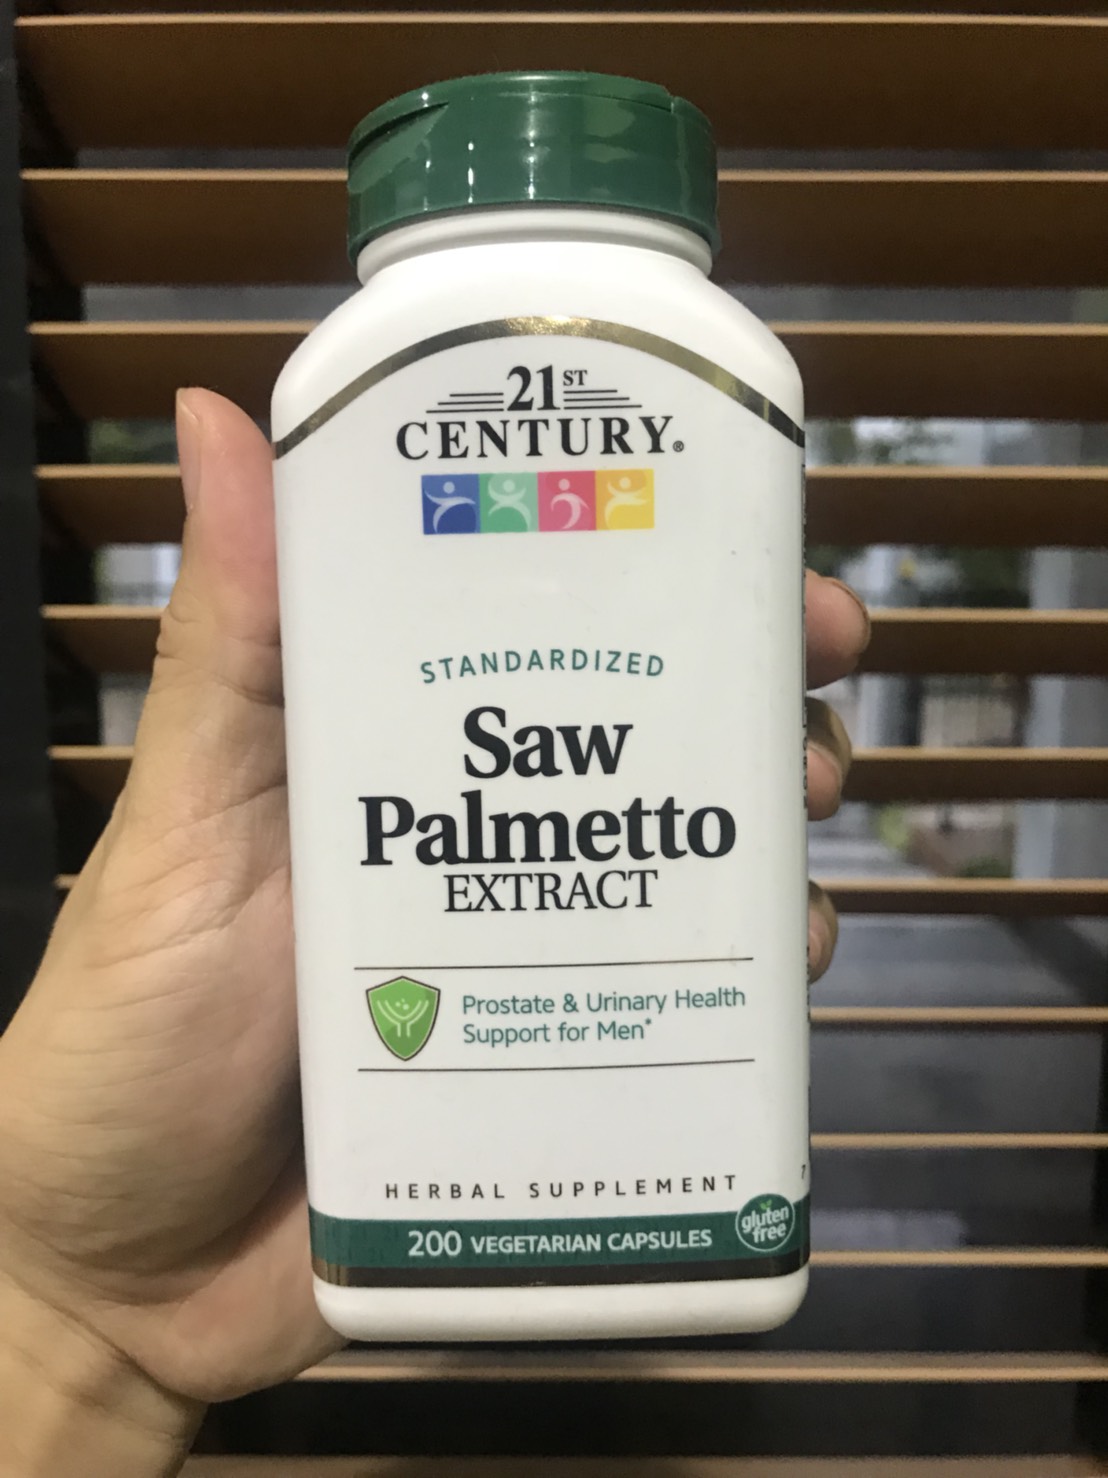 21ST
CENTURY®
STANDARDIZED
Saw
Palmetto
EXTRACT
Prostate & Urinary Health
Support for Men*
HERBAL SUPPLEMENT
200 VEGETARIAN CAPSULES
gluten
free